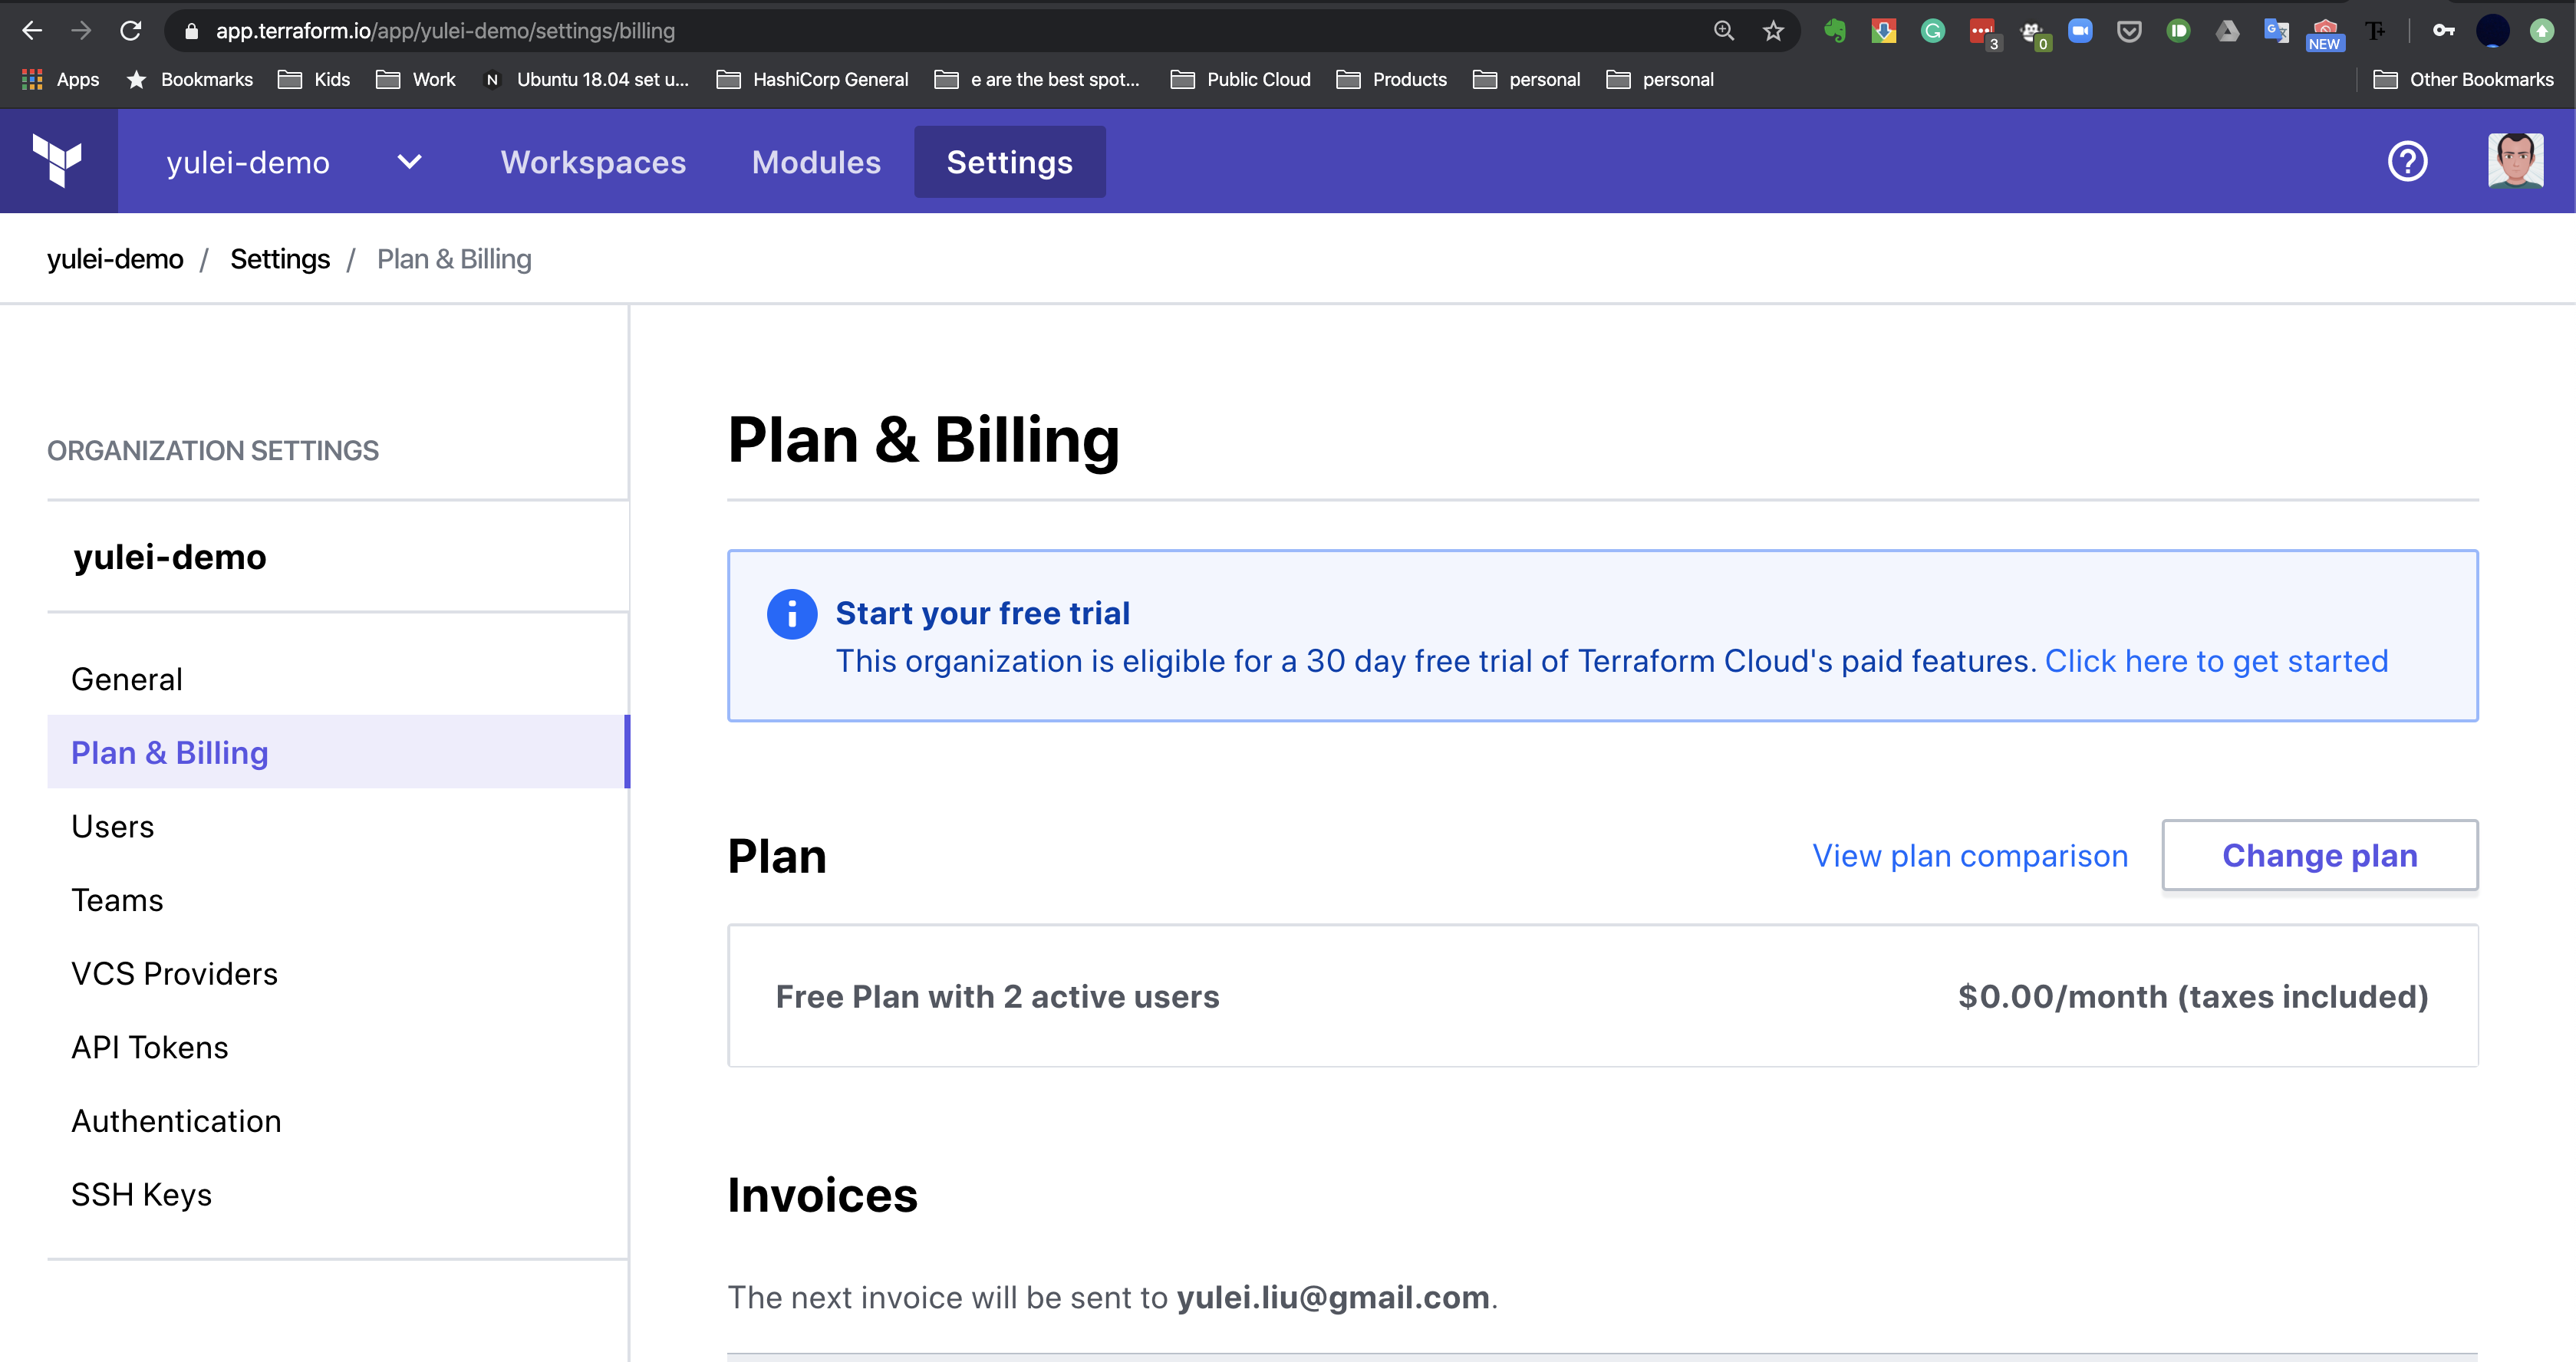 app.terraform.io/app/yulei-demo/settings/billing
3
0
NEW
Apps
Bookmarks
Kids
Work
Ubuntu 18.04 set u...
HashiCorp General
e are the best spot...
Public Cloud
Products
personal
personal
Other Bookmarks
yulei-demo
Workspaces
Modules
Settings
yulei-demo / Settings / Plan & Billing
ORGANIZATION SETTINGS
yulei-demo
General
Plan & Billing
Users
Teams
VCS Providers
API Tokens
Authentication
SSH Keys
Plan & Billing
Start your free trial
This organization is eligible for a 30 day free trial of Terraform Cloud's paid features. Click here to get started
Plan
View plan comparison
Change plan
Free Plan with 2 active users
$0.00/month (taxes included)
Invoices
The next invoice will be sent to yulei.liu@gmail.com.